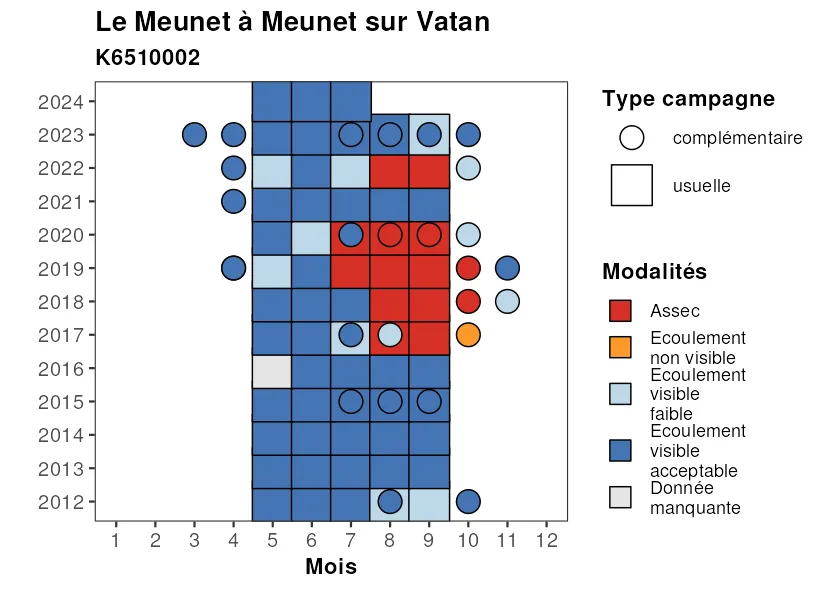 Le Meunet à Meunet sur Vatan
K6510002
2024
2023
2022
2021
2020
2019
2018
2017
2016
2015
2014
2013
2012
1 2 3 4 5 6 7 8 9 10 11 12
Mois
Type campagne
complémentaire
usuelle
Modalités
Assec
Ecoulement
non visible
Ecoulement
visible
faible
Ecoulement
visible
acceptable
Donnée
manquante